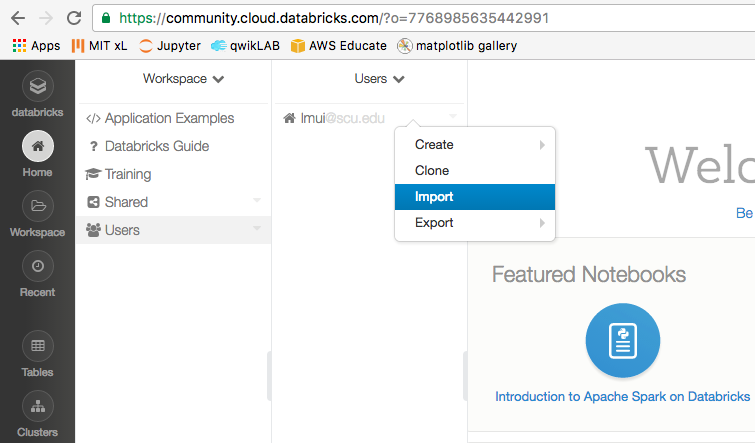 https://community.cloud.databricks.com/?o=7768985635442991
Apps MIT xL Jupyter qwikLAB AWS Educate matplotlib gallery
databricks
Home
Workspace
Recent
Tables
Clusters
Workspace
</> Application Examples
? Databricks Guide
Training
Shared
Users
Users
lmui@scu.edu
Create
Clone
Import
Export
Welc
Be
Featured Notebooks
Introduction to Apache Spark on Databricks